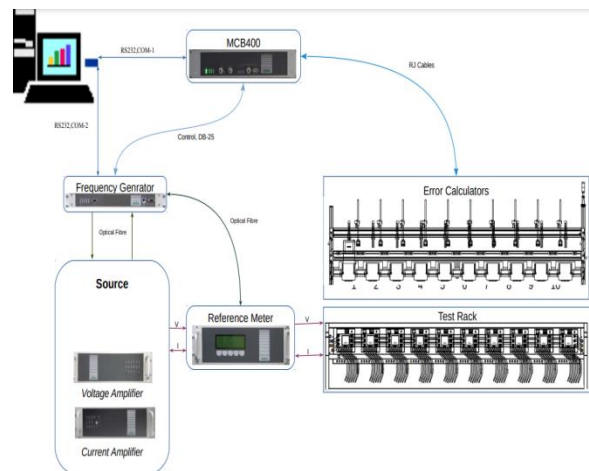 MCB400
RS232,COM-1
RJ Cables
RS232,COM-2
Control, DB-25
Frequency Genrator
Error Calculators
Optical Fibre
Optical Fibre
1 2 3 4 5 6 7 8 9 10
Source
Reference Meter
Test Rack
V
V
I
I
Voltage Amplifier
Current Amplifier